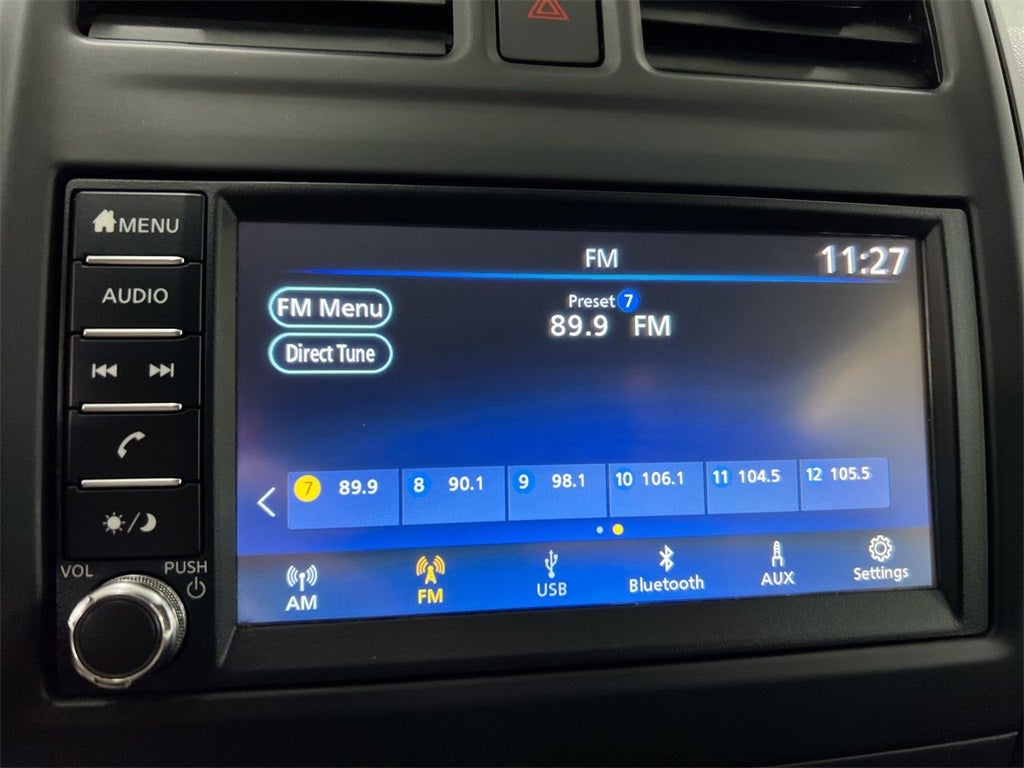 MENU
AUDIO
VOL
PUSH
FM
11:27
FM Menu
Direct Tune
Preset 7
89.9 FM
7 89.9 8 90.1 9 98.1 10 106.1 11 104.5 12 105.5
AM FM USB Bluetooth AUX Settings